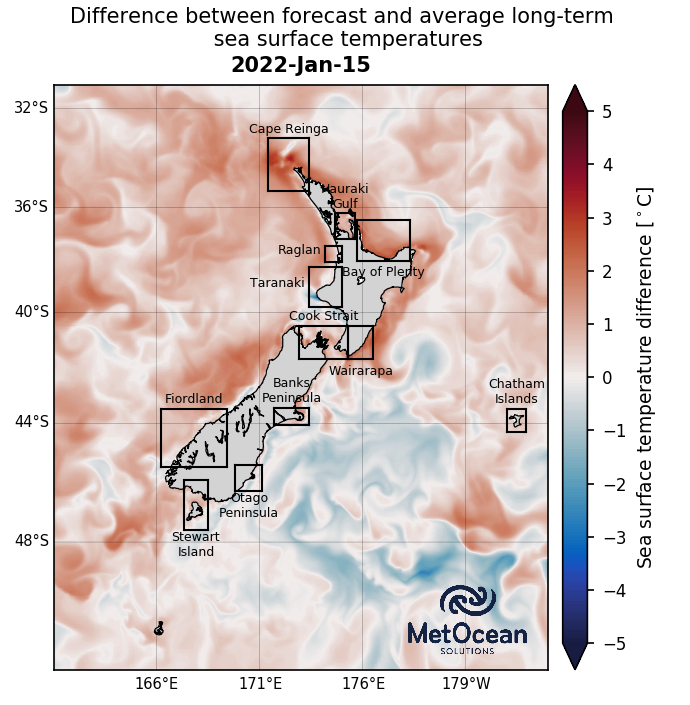 Difference between forecast and average long-term
sea surface temperatures
2022-Jan-15
32°S
36°S
40°S
44°S
48°S
Cape Reinga
Hauraki
Gulf
Raglan
Bay of Plenty
Taranaki
Cook Strait
Wairarapa
Banks
Peninsula
Fiordland
Chatham
Islands
Otago
Peninsula
Stewart
Island
MetOcean
SOLUTIONS
166°E
171°E
176°E
179°W
5
4
3
2
1
0
−1
−2
−3
−4
−5
Sea surface temperature difference [°C]